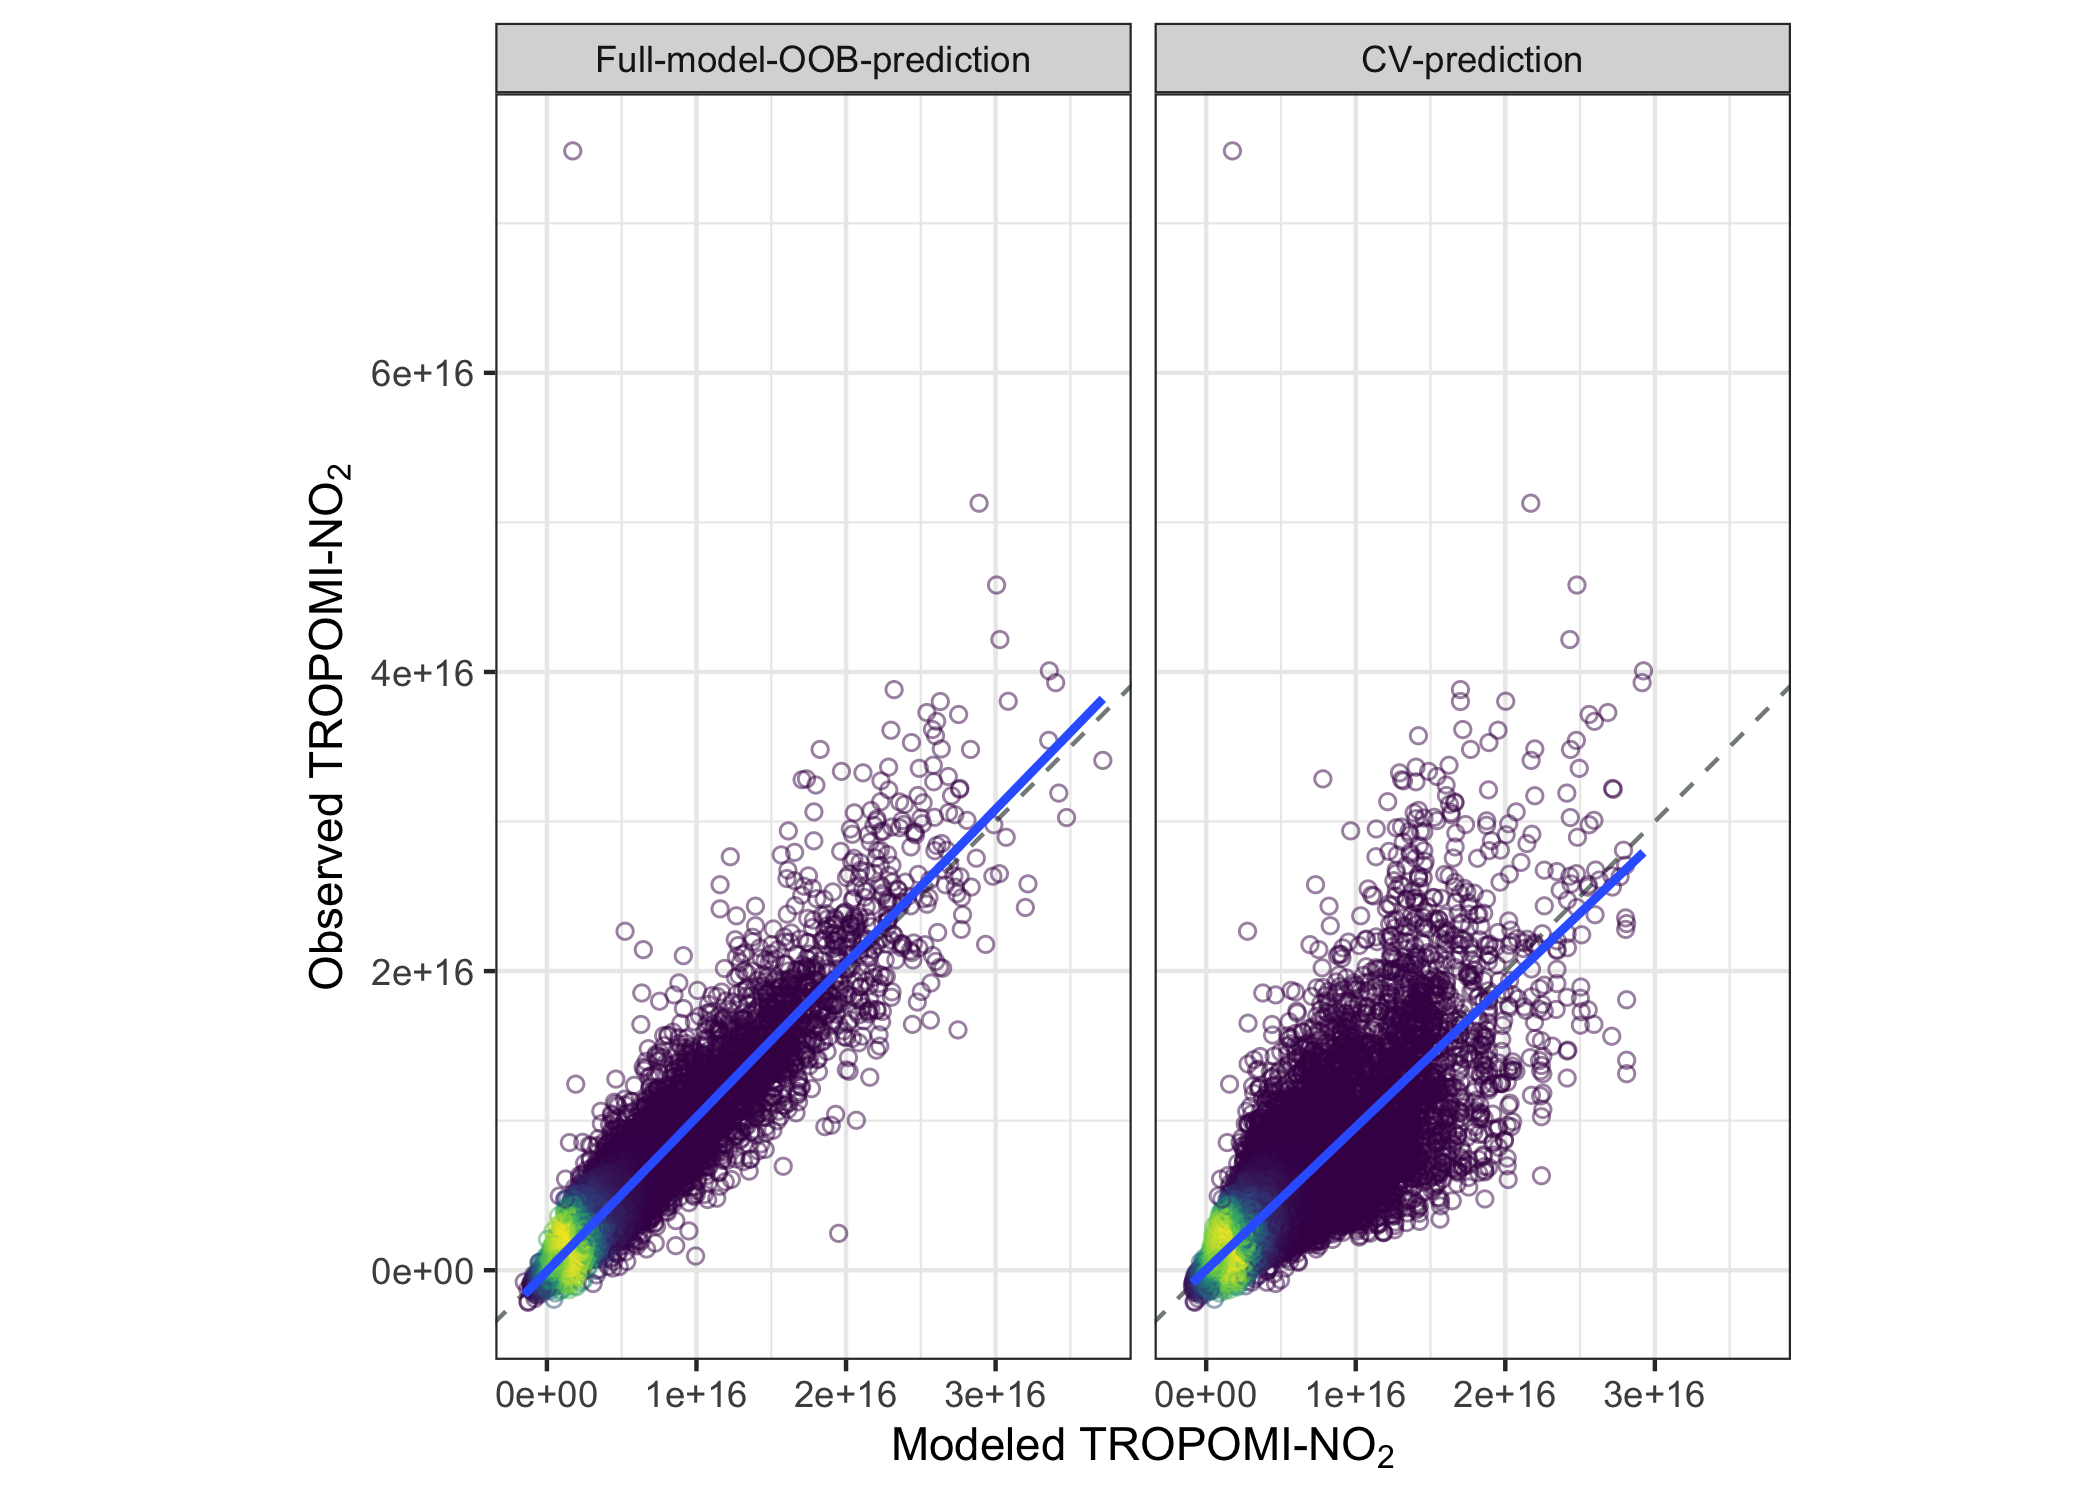 Full-model-OOB-prediction
CV-prediction
Observed TROPOMI-NO₂
6e+16
4e+16
2e+16
0e+00
0e+00 1e+16 2e+16 3e+16
0e+00 1e+16 2e+16 3e+16
Modeled TROPOMI-NO₂